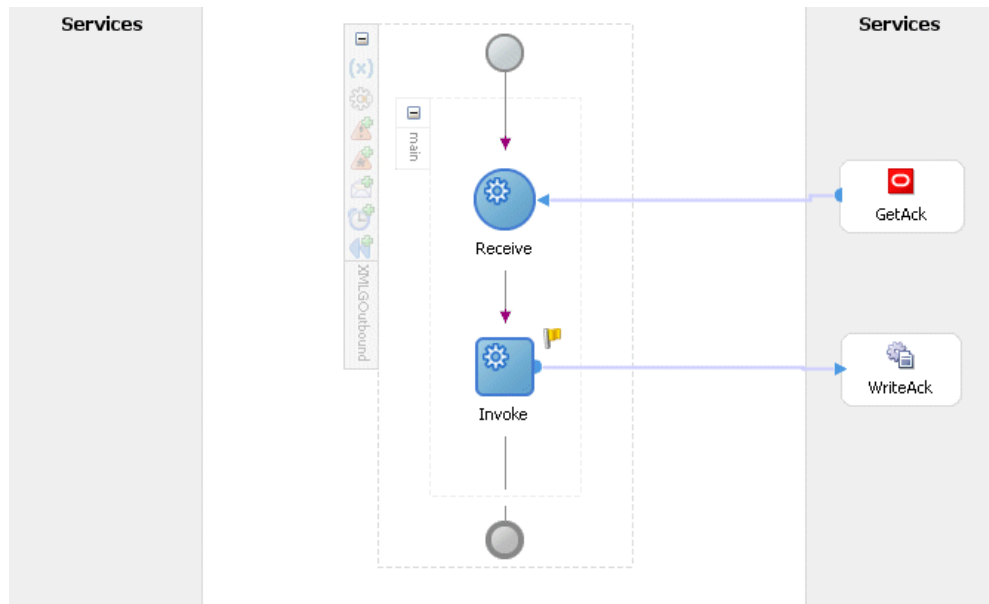 Services
Services
(x)
main
GetAck
Receive
XMLGOutbound
WriteAck
Invoke